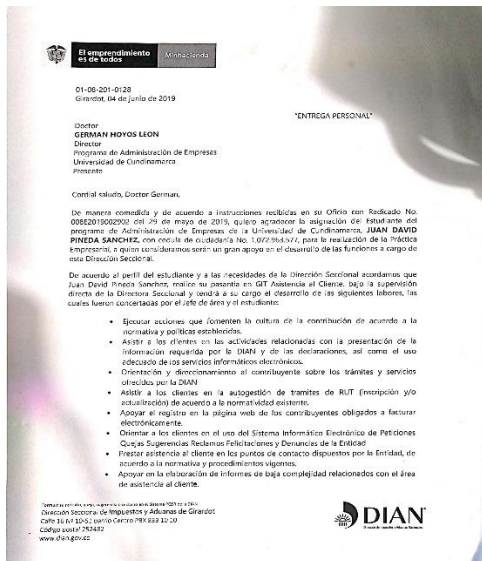 El emprendimiento
es de todos
Minhacienda
01-08-201-0128
Girardot, 04 de junio de 2019
"ENTREGA PERSONAL"
Doctor
GERMAN HOYOS LEON
Director
Programa de Administración de Empresas
Universidad de Cundinamarca
Presente
Cordial saludo, Doctor German,
De manera comedida y de acuerdo a instrucciones recibidas en su Oficio con Radicado No.
008E2019002902 del 29 de mayo de 2019, quiero agradecer la asignación del Estudiante del
programa de Administración de Empresas de la Universidad de Cundinamarca, JUAN DAVID
PINEDA SANCHEZ, con cedula de ciudadanía No. 1,072,963,577, para la realización de la Práctica
Empresarial, a quien consideramos serán un gran apoyo en el desarrollo de las funciones a cargo de
esta Dirección Seccional.
De acuerdo al perfil del estudiante y a las necesidades de la Dirección Seccional acordamos que
Juan David Pineda Sanchez, realice su pasantía en GIT Asistencia al Cliente, bajo la supervisión
directa de la Directora Seccional y tendrá a su cargo el desarrollo de las siguientes labores, las
cuales fueron concertadas por el Jefe de área y el estudiante:
• Ejecutar acciones que fomenten la cultura de la contribución de acuerdo a la
normativa y políticas establecidas.
• Asistir a los clientes en las actividades relacionadas con la presentación de la
información requerida por la DIAN y de las declaraciones, así como el uso
adecuado de los servicios informáticos electrónicos.
• Orientación y direccionamiento al contribuyente sobre los trámites y servicios
ofrecidos por la DIAN
• Asistir a los clientes en la autogestión de tramites de RUT (inscripción y/o
actualización) de acuerdo a la normatividad existente.
• Apoyar el registro en la página web de los contribuyentes obligados a facturar
electrónicamente.
• Orientar a los clientes en el uso del Sistema Informático Electrónico de Peticiones
Quejas Sugerencias Reclamos Felicitaciones y Denuncias de la Entidad
• Prestar asistencia al cliente en los puntos de contacto dispuestos por la Entidad, de
acuerdo a la normativa y procedimientos vigentes.
• Apoyar en la elaboración de informes de baja complejidad relacionados con el área
de asistencia al cliente.
Dirección Seccional de Impuestos y Aduanas de Girardot
Calle 16 Nº 10-51 barrio Centro PBX 833 10 00
Código postal 252432
www.dian.gov.co
DIAN